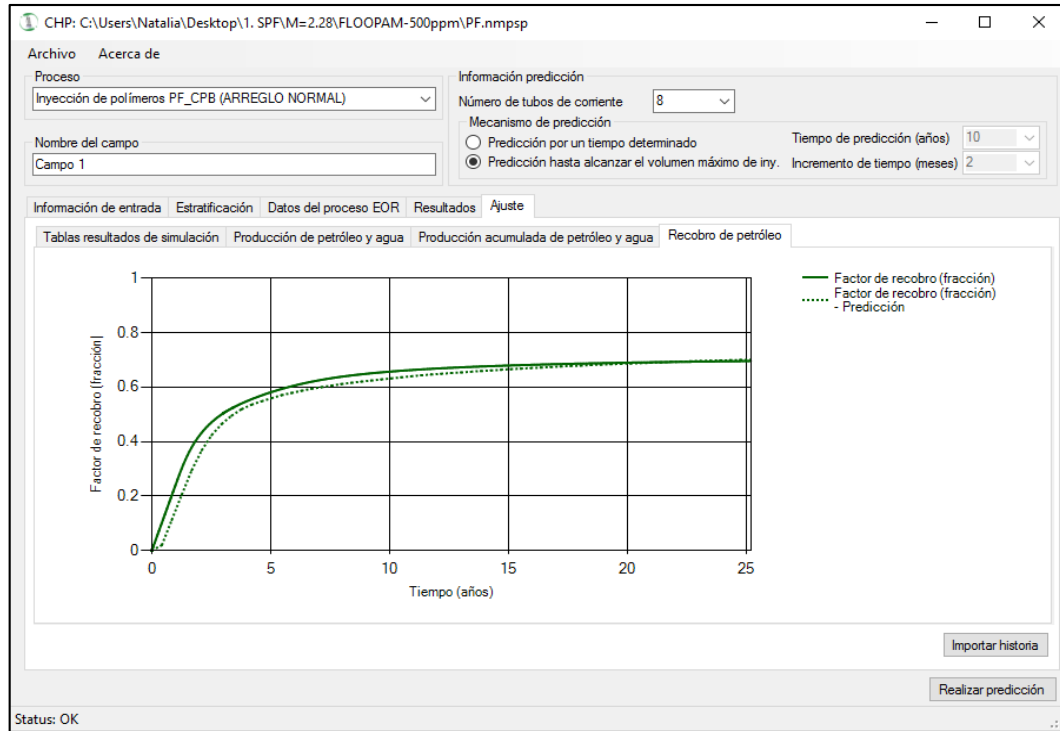 CHP: C:\Users\Natalia\Desktop\1. SPF\M=2.28\FLOOPAM-500ppm\PF.nmpsp
Archivo Acerca de
Proceso
Inyección de polímeros PF_CPB (ARREGLO NORMAL)
Nombre del campo
Campo 1
Información predicción
Número de tubos de corriente 8
Mecanismo de predicción
Predicción por un tiempo determinado
Predicción hasta alcanzar el volumen máximo de iny.
Tiempo de predicción (años) 10
Incremento de tiempo (meses) 2
Información de entrada Estratificación Datos del proceso EOR Resultados Ajuste
Tablas resultados de simulación Producción de petróleo y agua Producción acumulada de petróleo y agua Recobro de petróleo
Factor de recobro (fracción)
1
0.8
0.6
0.4
0.2
0
0 5 10 15 20 25
Tiempo (años)
Factor de recobro (fracción)
Factor de recobro (fracción)
- Predicción
Importar historia
Realizar predicción
Status: OK